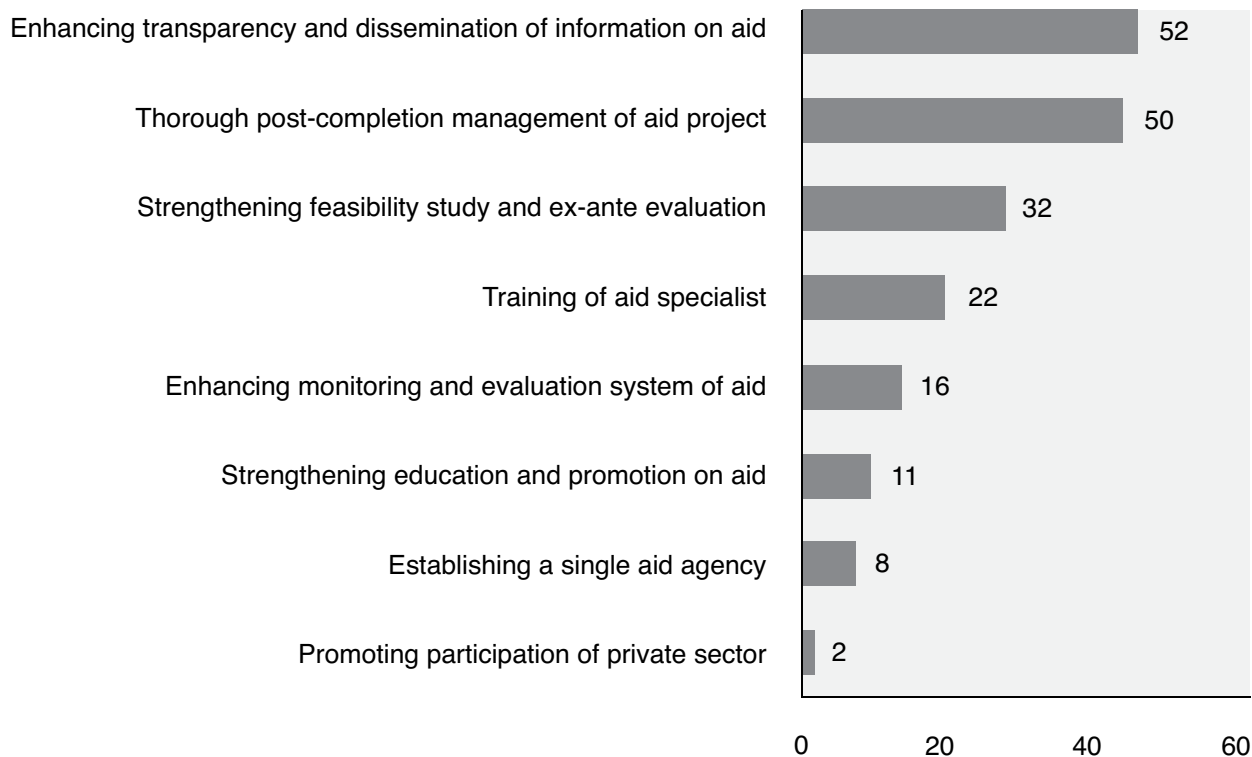 Enhancing transparency and dissemination of information on aid 52
Thorough post-completion management of aid project 50
Strengthening feasibility study and ex-ante evaluation 32
Training of aid specialist 22
Enhancing monitoring and evaluation system of aid 16
Strengthening education and promotion on aid 11
Establishing a single aid agency 8
Promoting participation of private sector 2
0 20 40 60